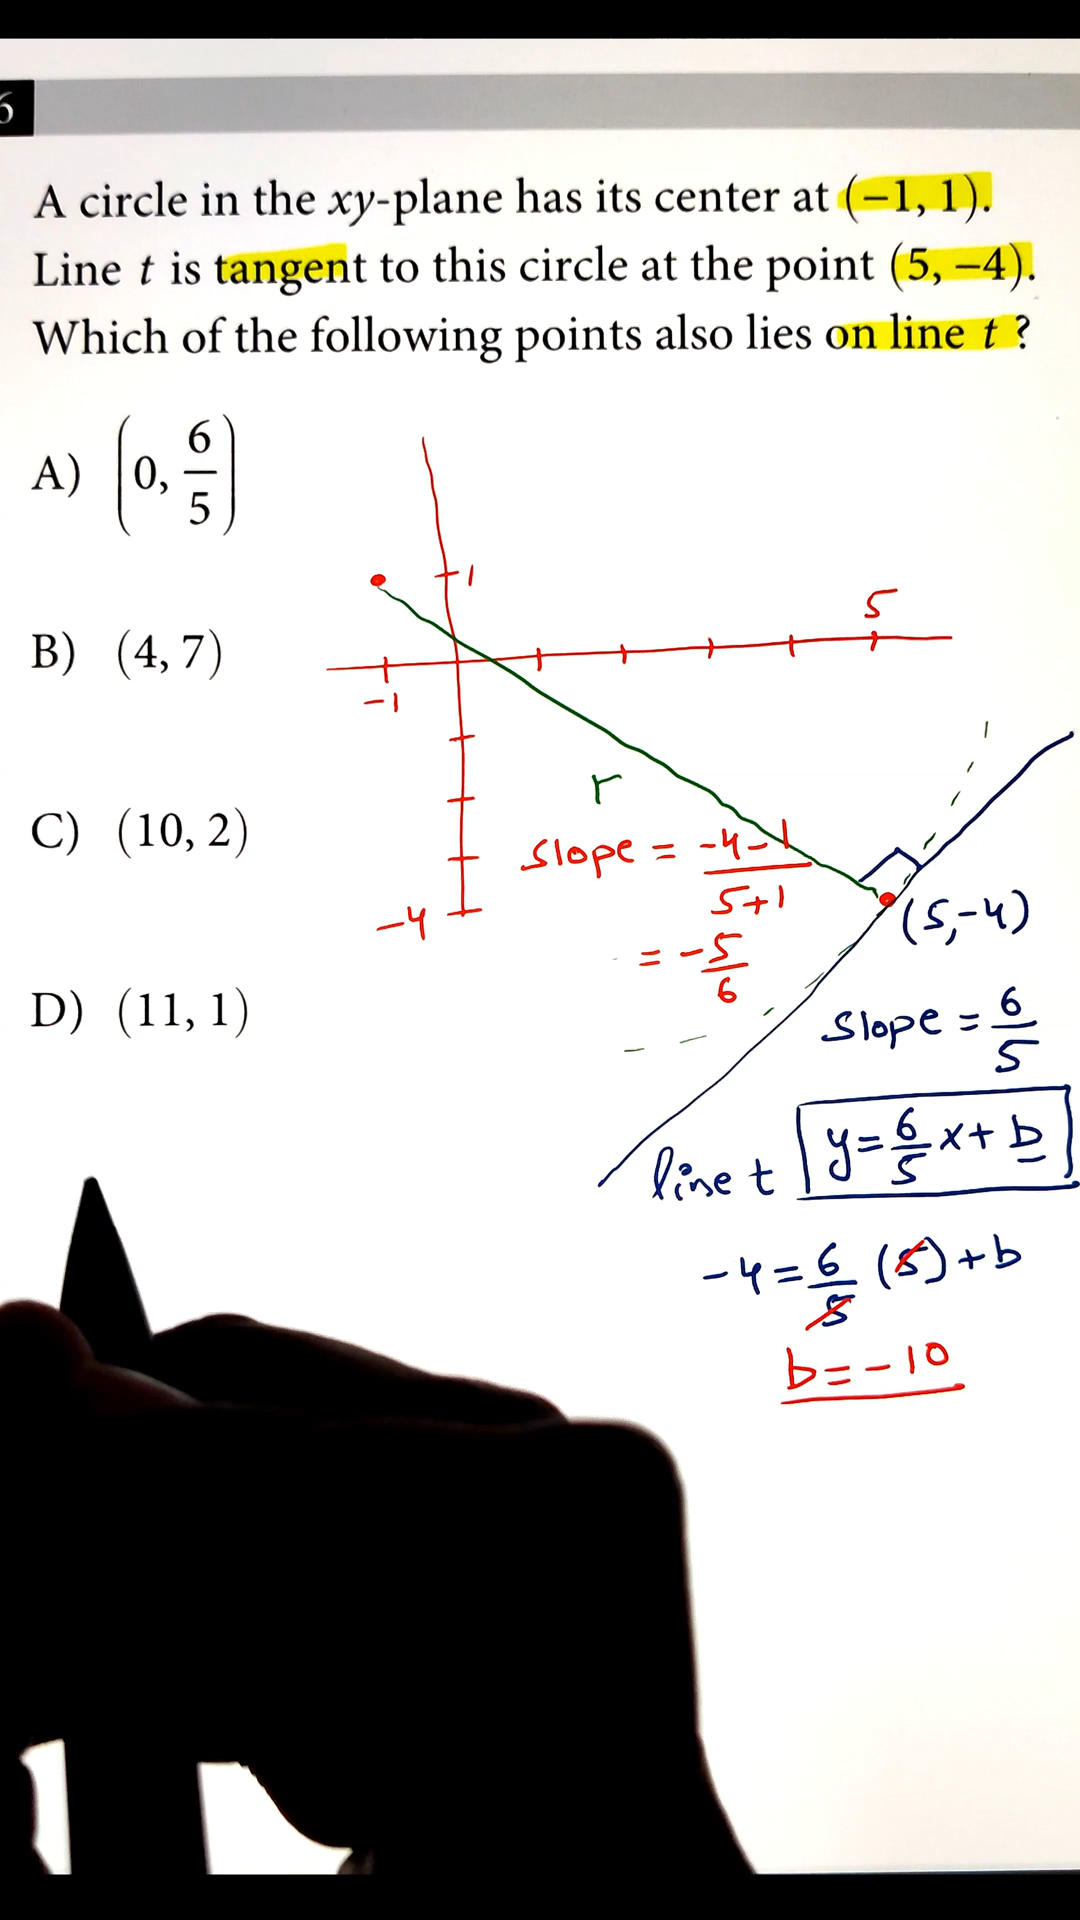 6
A circle in the xy-plane has its center at (−1, 1).
Line t is tangent to this circle at the point (5, −4).
Which of the following points also lies on line t ?
A) (0, 6/5)
B) (4, 7)
C) (10, 2)
D) (11, 1)
1
5
-1
-4
r
slope = -4-1/5+1
= -5/6
(5,-4)
slope = 6/5
line t y=6/5 x+b
-4=6/5 (5)+b
b=-10